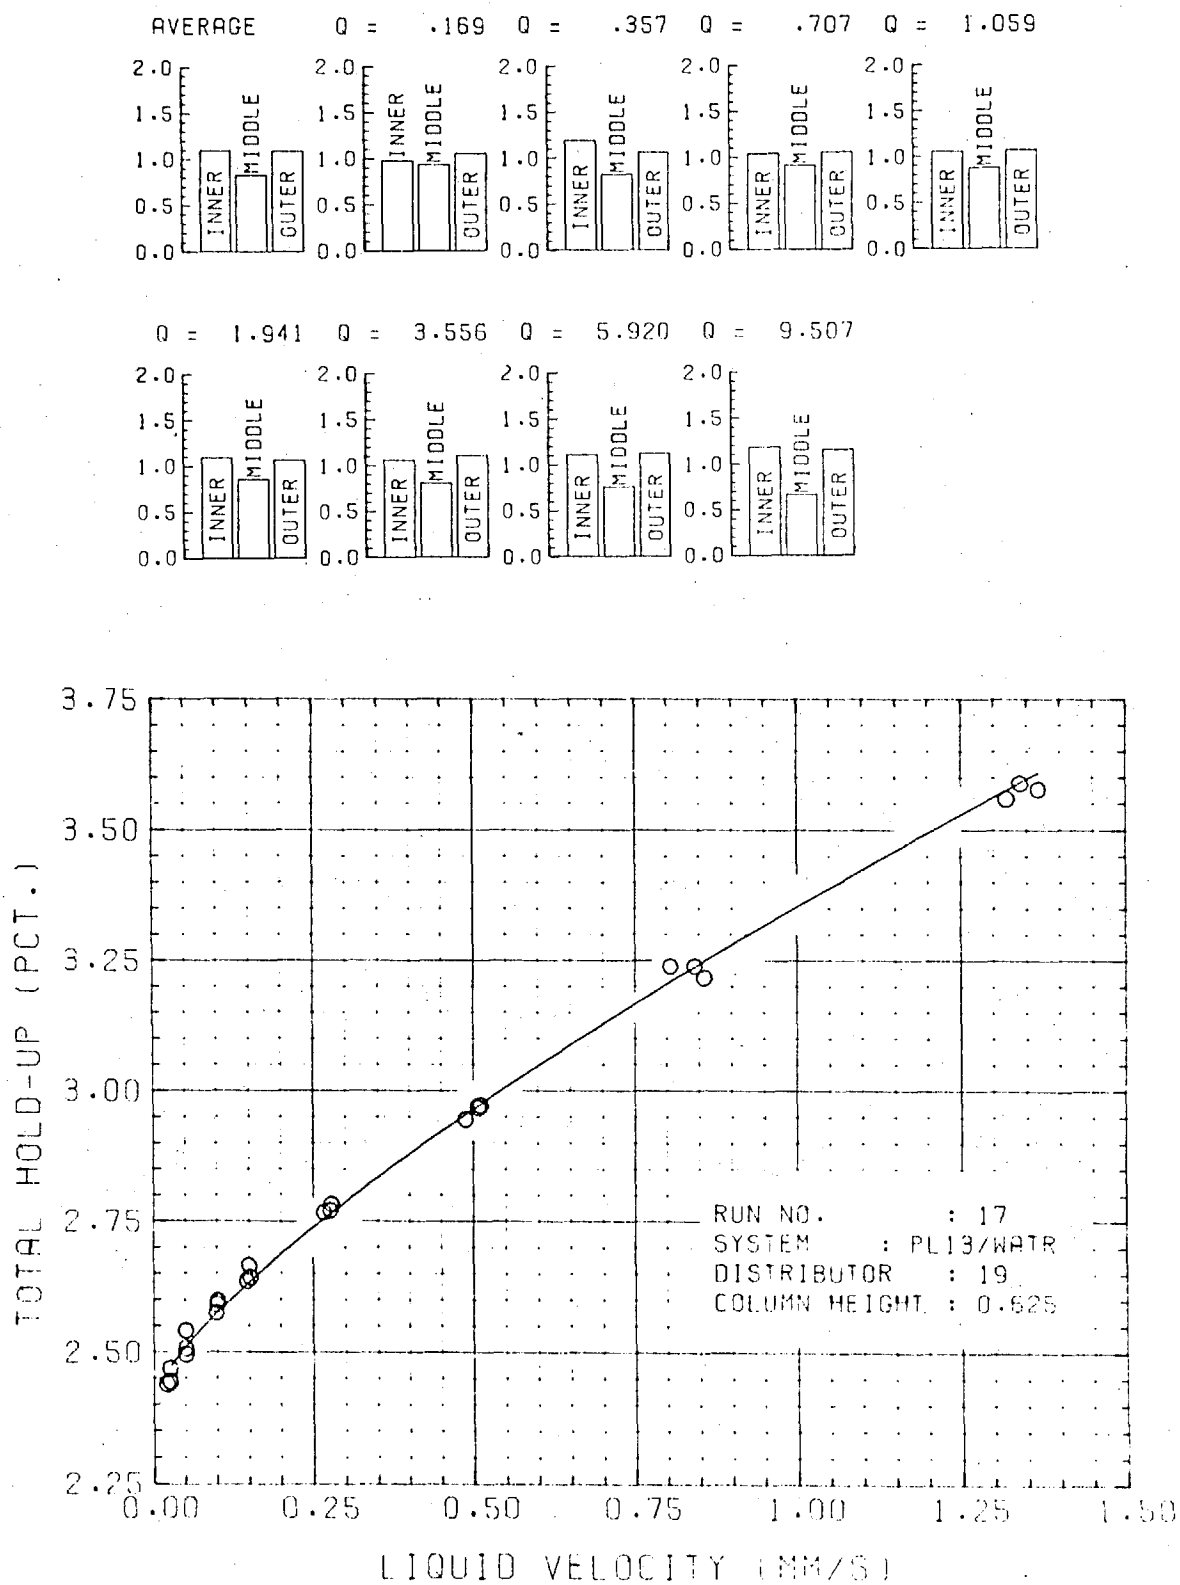 AVERAGE Q = .169 Q = .357 Q = .707 Q = 1.059
2.0 2.0 2.0 2.0 2.0
1.5 1.5 1.5 1.5 1.5
1.0 1.0 1.0 1.0 1.0
0.5 0.5 0.5 0.5 0.5
0.0 0.0 0.0 0.0 0.0
INNER MIDDLE OUTER INNER MIDDLE OUTER INNER MIDDLE OUTER INNER MIDDLE OUTER INNER MIDDLE OUTER
Q = 1.941 Q = 3.556 Q = 5.920 Q = 9.507
2.0 2.0 2.0 2.0
1.5 1.5 1.5 1.5
1.0 1.0 1.0 1.0
0.5 0.5 0.5 0.5
0.0 0.0 0.0 0.0
INNER MIDDLE OUTER INNER MIDDLE OUTER INNER MIDDLE OUTER INNER MIDDLE OUTER
TOTAL HOLD-UP (PCT.)
3.75
3.50
3.25
3.00
2.75
2.50
2.25
RUN NO. : 17
SYSTEM : PL13/WATR
DISTRIBUTOR : 19
COLUMN HEIGHT : 0.625
0.00 0.25 0.50 0.75 1.00 1.25 1.50
LIQUID VELOCITY (MM/S)